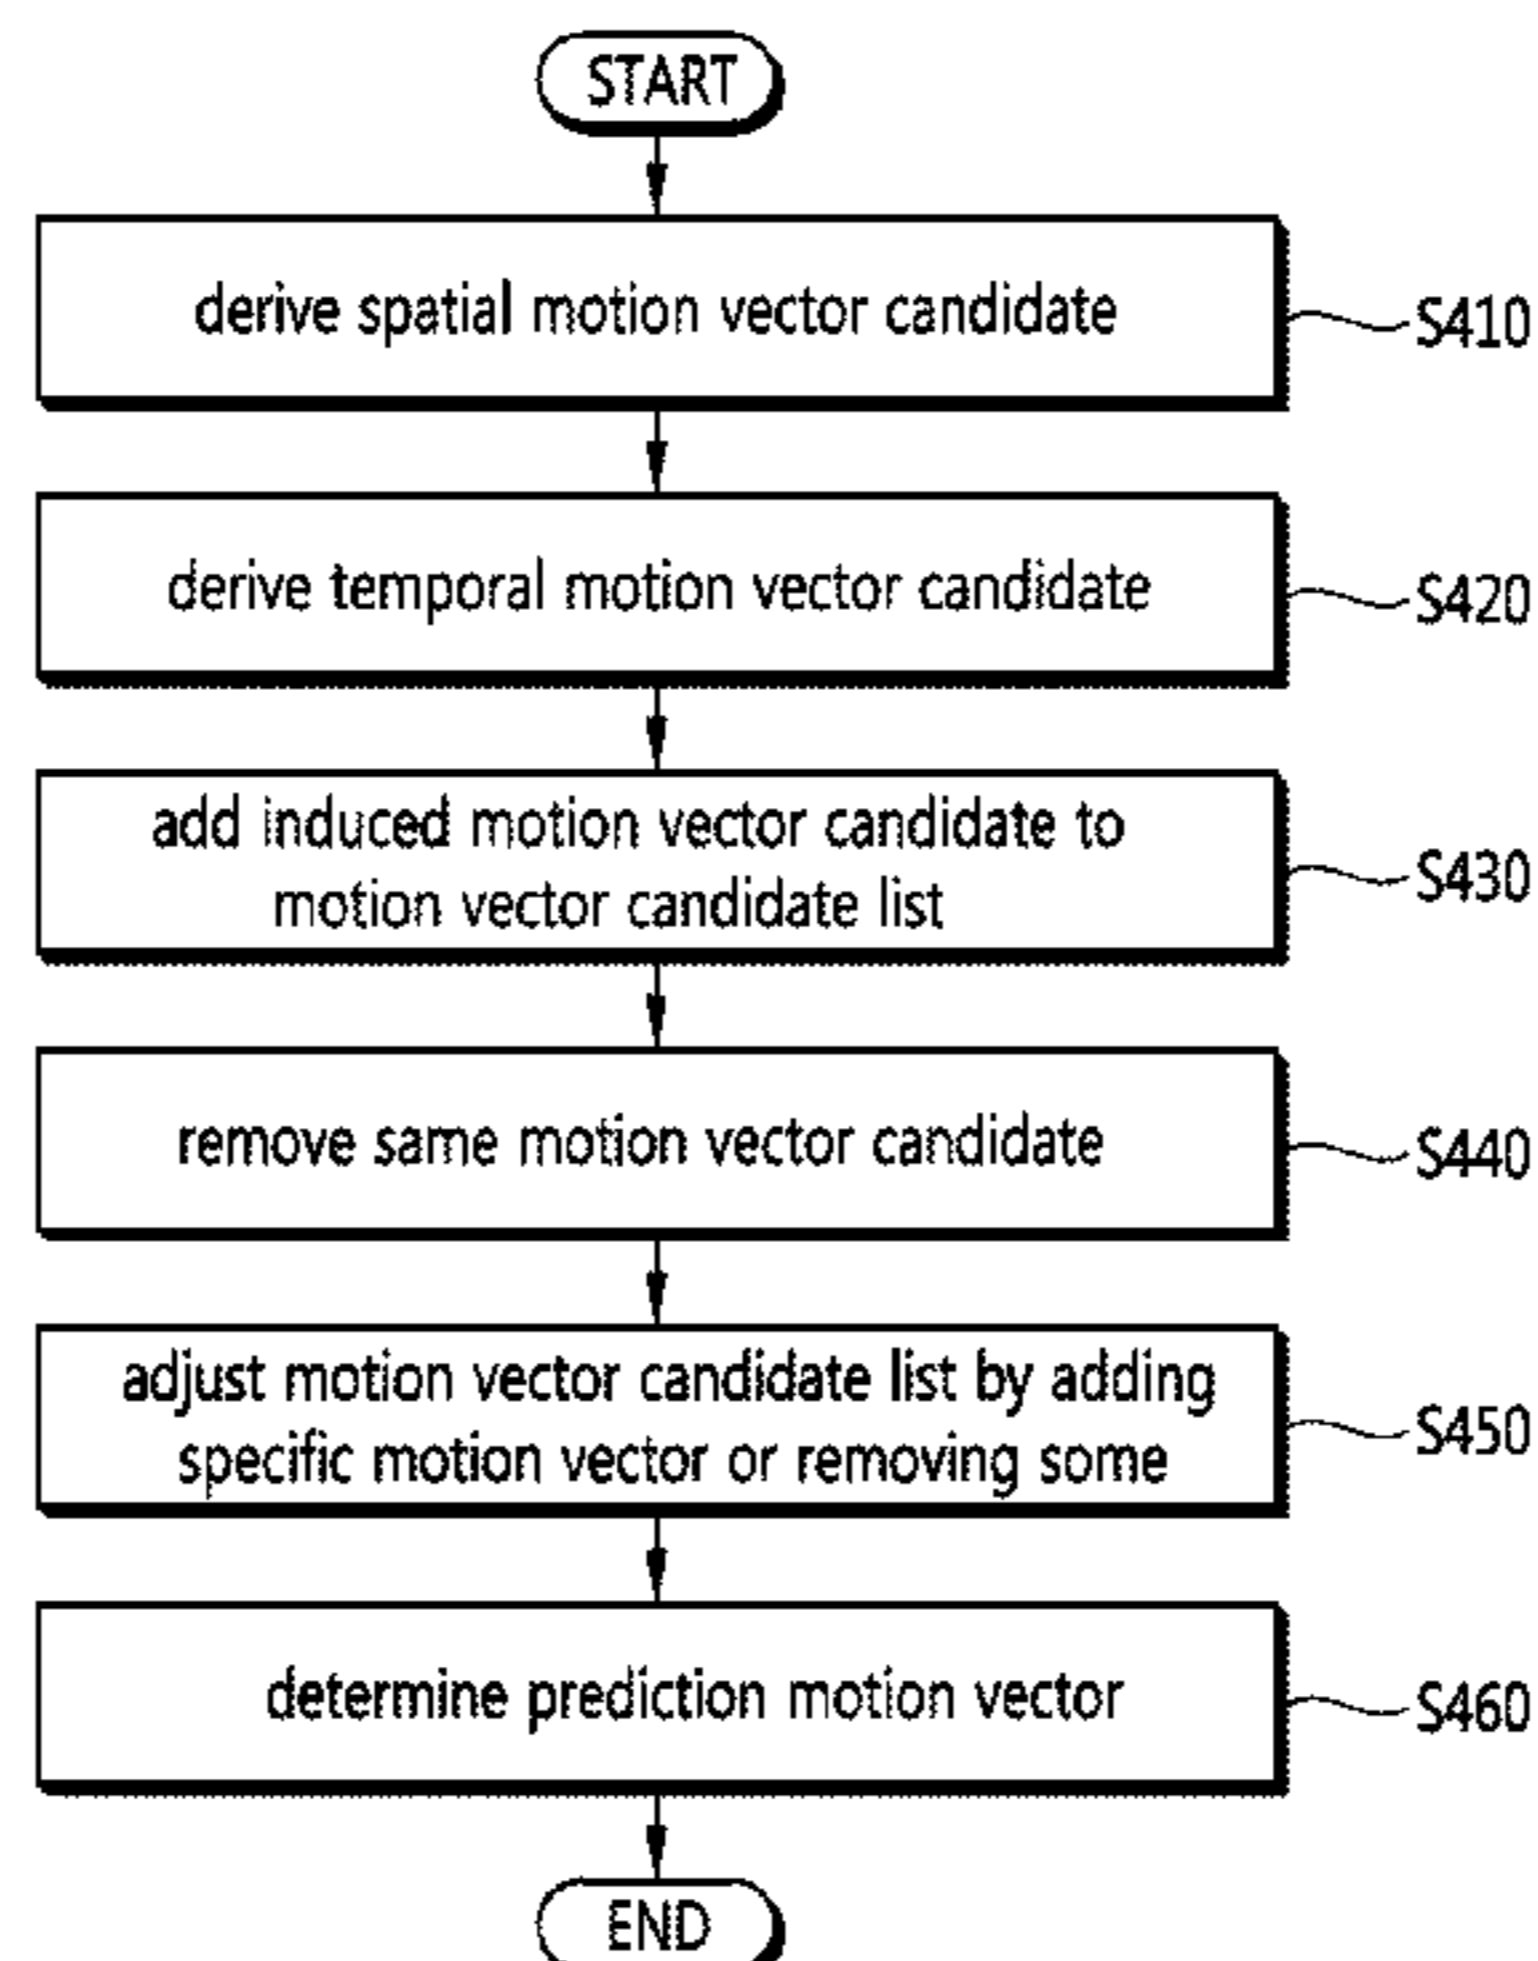 START
derive spatial motion vector candidate
S410
derive temporal motion vector candidate
S420
add induced motion vector candidate to
motion vector candidate list
S430
remove same motion vector candidate
S440
adjust motion vector candidate list by adding
specific motion vector or removing some
S450
determine prediction motion vector
S460
END